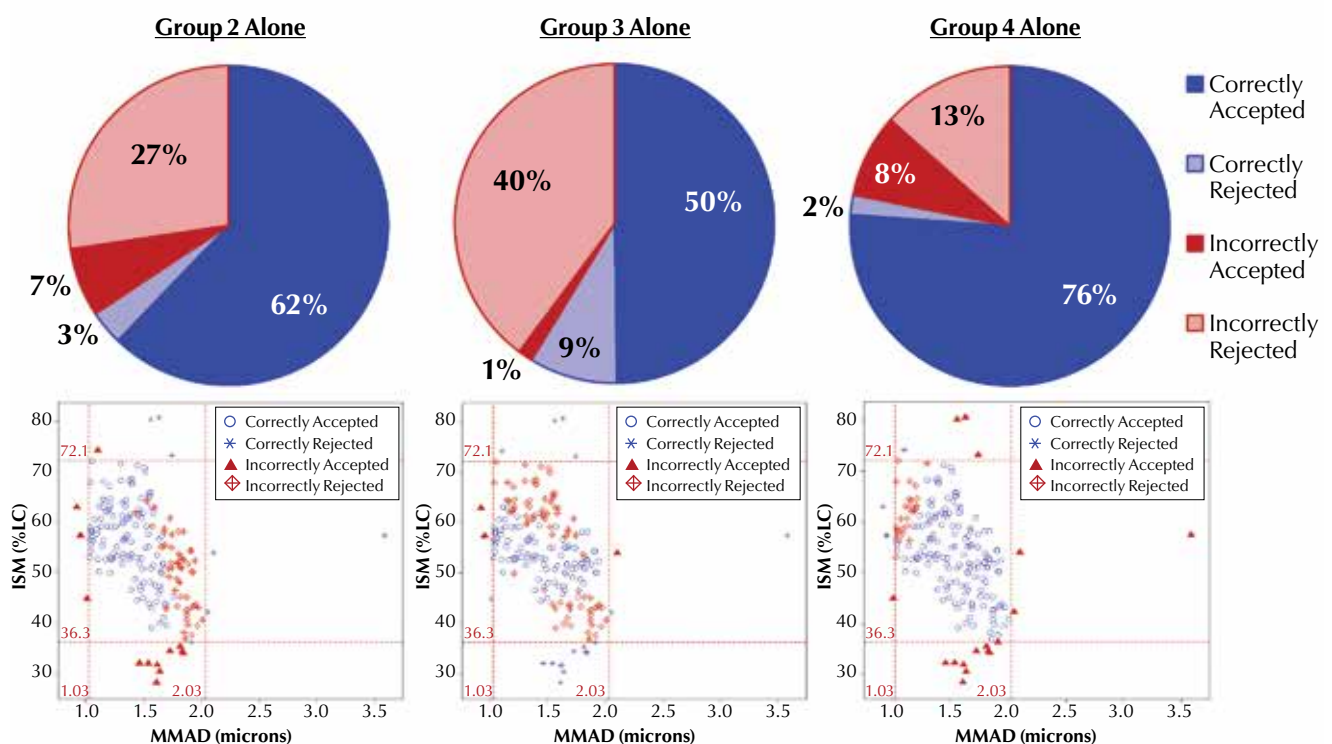 Group 2 Alone
Group 3 Alone
Group 4 Alone
27%
7%
3%
62%
40%
50%
1%
9%
13%
8%
2%
76%
Correctly
Accepted
Correctly
Rejected
Incorrectly
Accepted
Incorrectly
Rejected
ISM (%LC)
80
70
60
50
40
30
72.1
36.3
1.03
2.03
Correctly Accepted
Correctly Rejected
Incorrectly Accepted
Incorrectly Rejected
1.0 1.5 2.0 2.5 3.0 3.5
MMAD (microns)
ISM (%LC)
80
70
60
50
40
30
72.1
36.3
1.03
2.03
Correctly Accepted
Correctly Rejected
Incorrectly Accepted
Incorrectly Rejected
1.0 1.5 2.0 2.5 3.0 3.5
MMAD (microns)
ISM (%LC)
80
70
60
50
40
30
72.1
36.3
1.03
2.03
Correctly Accepted
Correctly Rejected
Incorrectly Accepted
Incorrectly Rejected
1.0 1.5 2.0 2.5 3.0 3.5
MMAD (microns)